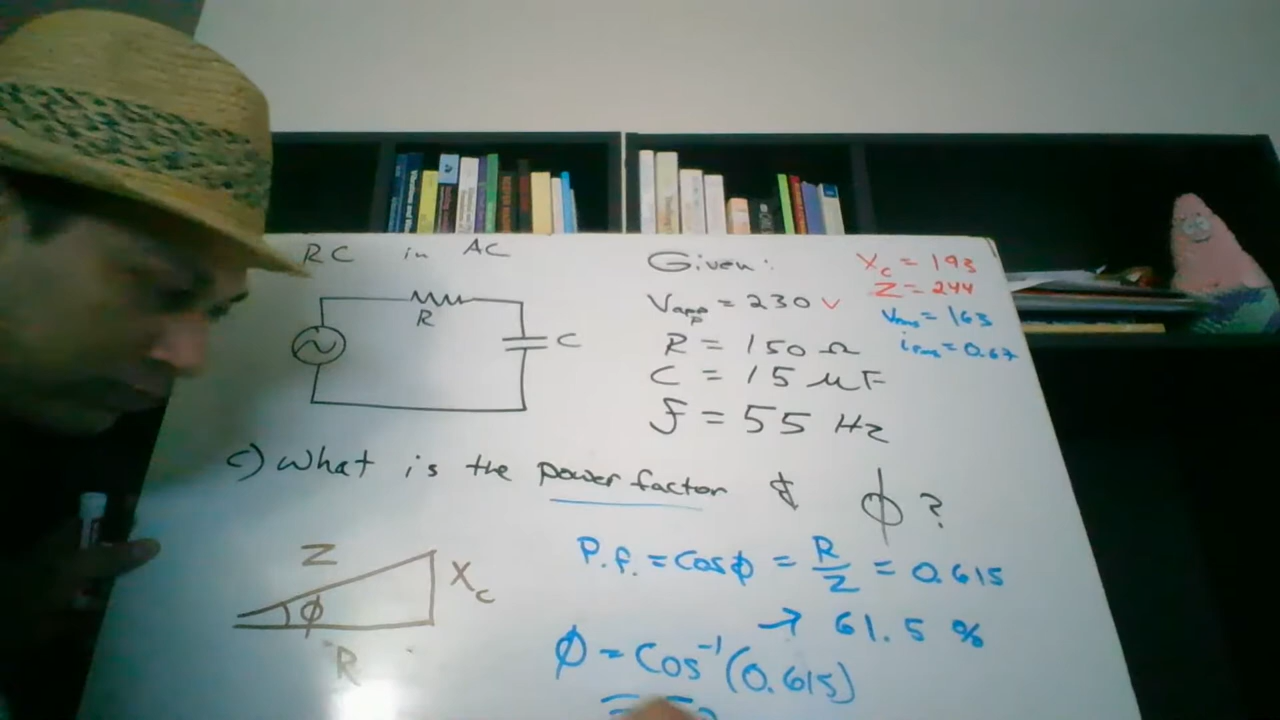 RC in AC
R
C
Given:
Vapp = 230 V
R = 150 Ω
C = 15 μF
f = 55 Hz
Xc = 193
Z = 244
Vrms = 163
irms = 0.67
c) What is the power factor & ϕ?
Z
ϕ
Xc
R
P.f. = Cosϕ = R/Z = 0.615
→ 61.5 %
ϕ = Cos⁻¹(0.615)